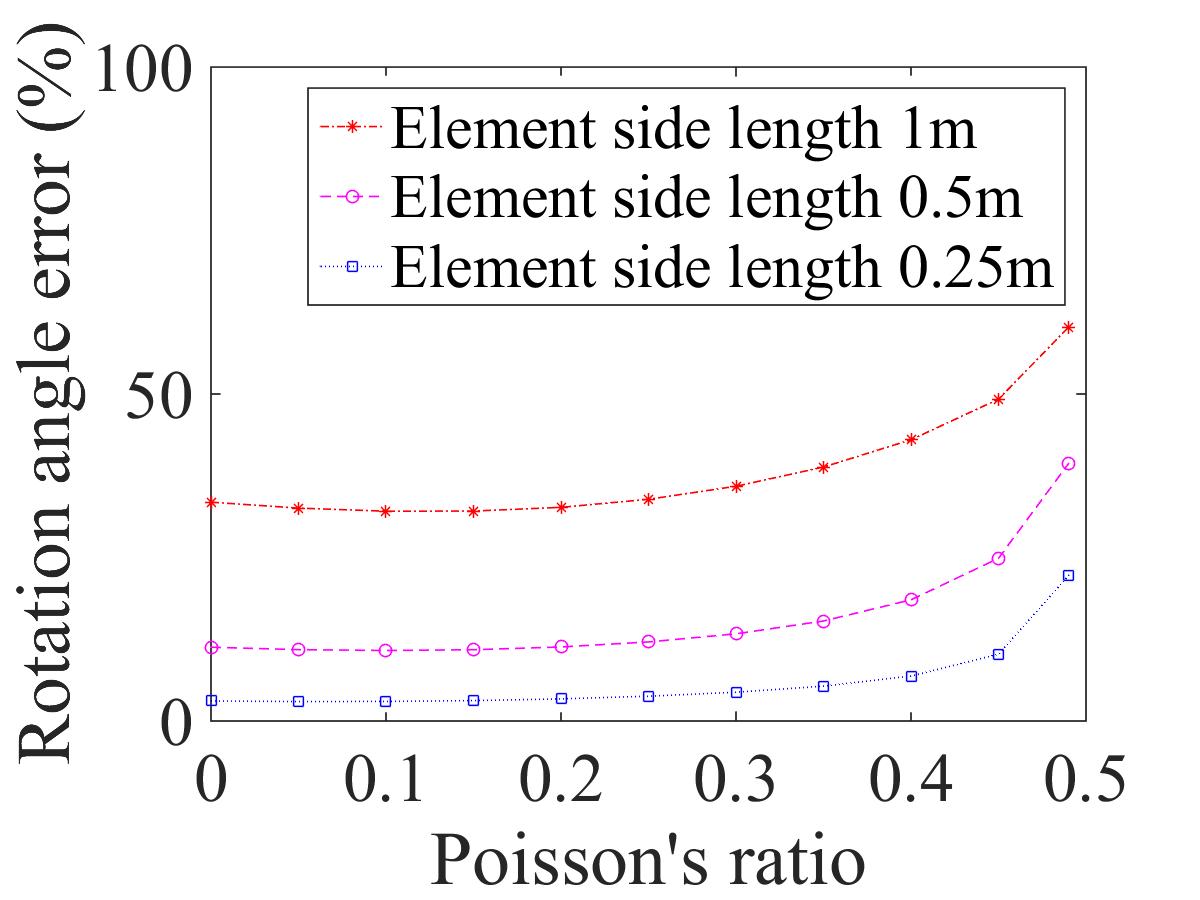 Rotation angle error (%)
100
50
0
Element side length 1m
Element side length 0.5m
Element side length 0.25m
0 0.1 0.2 0.3 0.4 0.5
Poisson's ratio